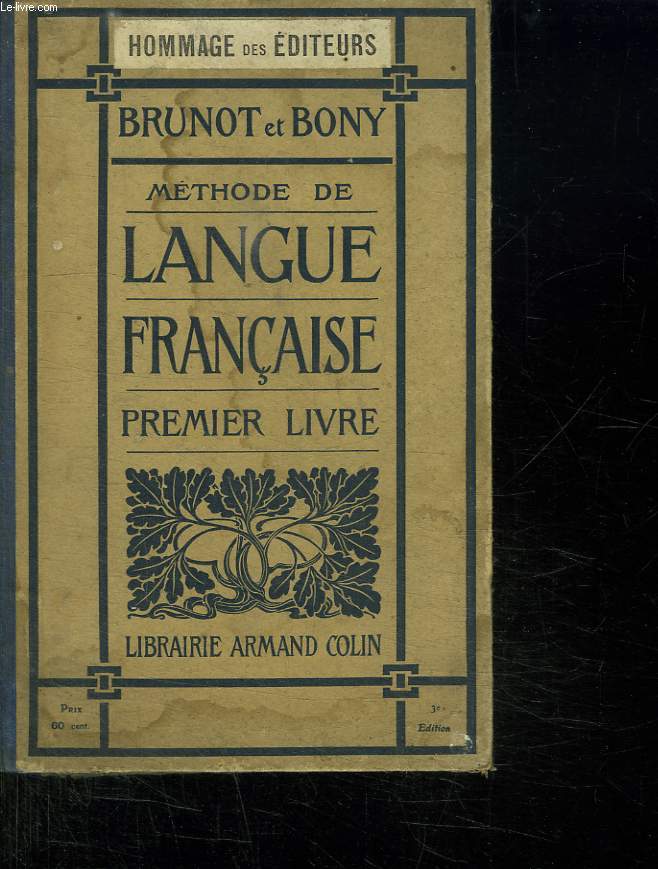 Le-livre.com
HOMMAGE DES ÉDITEURS
BRUNOT et BONY
MÉTHODE DE
LANGUE
FRANÇAISE
PREMIER LIVRE
LIBRAIRIE ARMAND COLIN
PRIX
60 cent.
3e
Edition